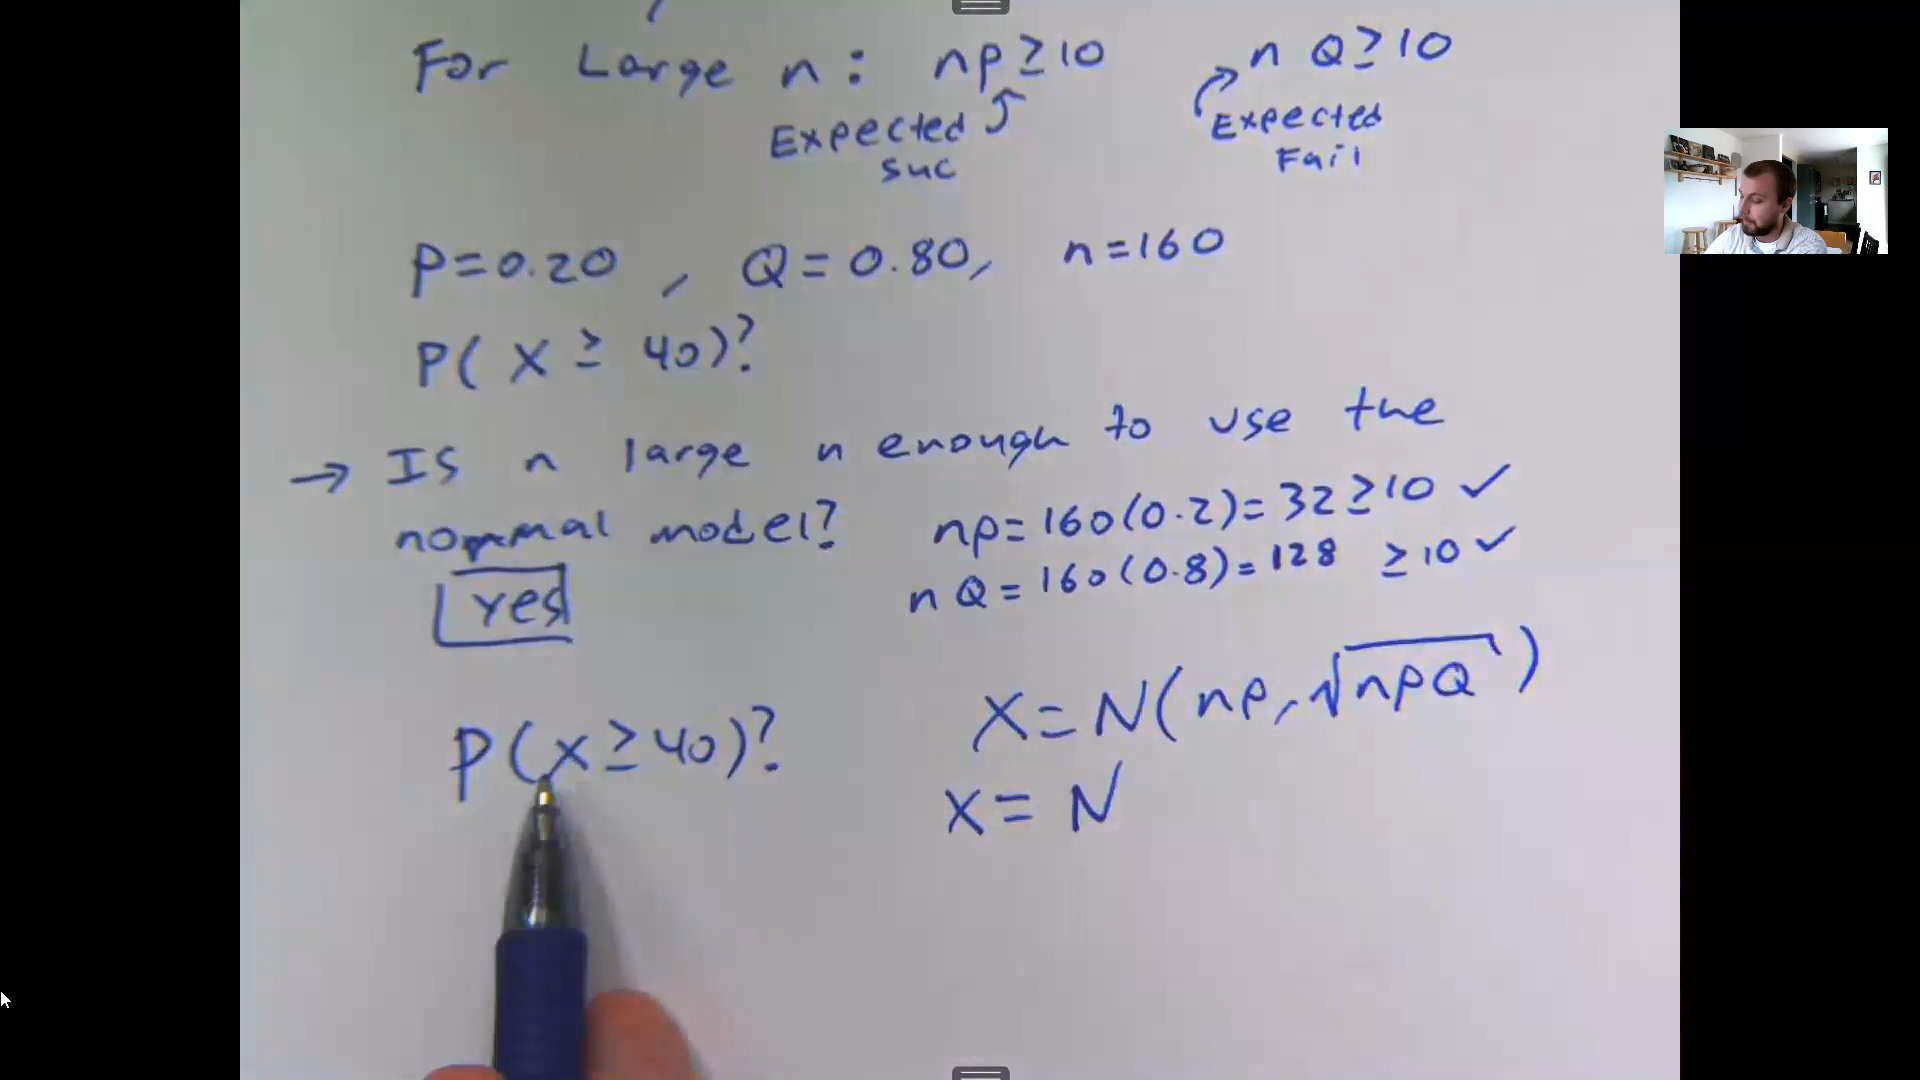 For Large n: np ≥ 10 n Q ≥ 10
Expected Suc
Expected Fail
P = 0.20 , Q = 0.80, n = 160
P( X ≥ 40)?
→ Is n large n enough to use the
normal model? np = 160(0.2) = 32 ≥ 10 ✓
n Q = 160(0.8) = 128 ≥ 10 ✓
Yes
X = N( np, √npQ )
P(X ≥ 40)?
X = N